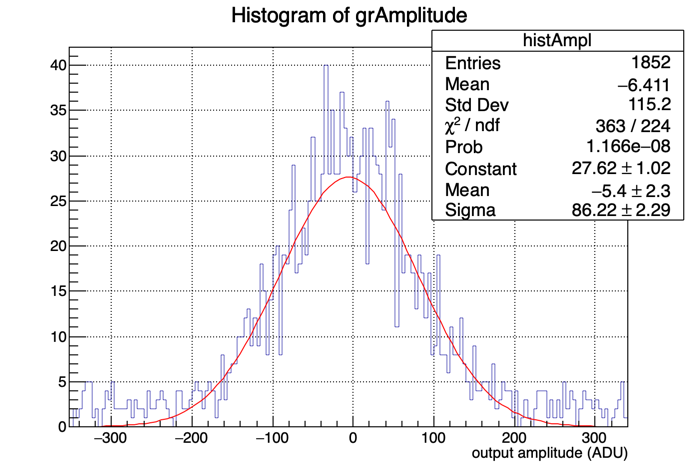 Histogram of grAmplitude
histAmpl
Entries 1852
Mean −6.411
Std Dev 115.2
χ² / ndf 363 / 224
Prob 1.166e−08
Constant 27.62 ± 1.02
Mean −5.4 ± 2.3
Sigma 86.22 ± 2.29
40
35
30
25
20
15
10
5
0
−300 −200 −100 0 100 200 300
output amplitude (ADU)